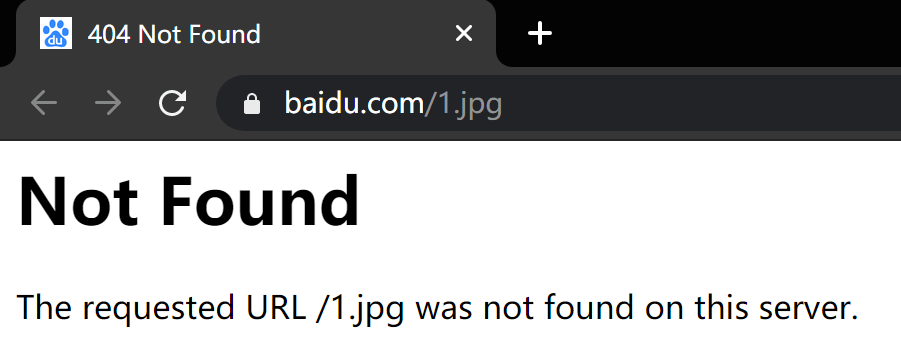 du
404 Not Found
baidu.com/1.jpg
Not Found
The requested URL /1.jpg was not found on this server.